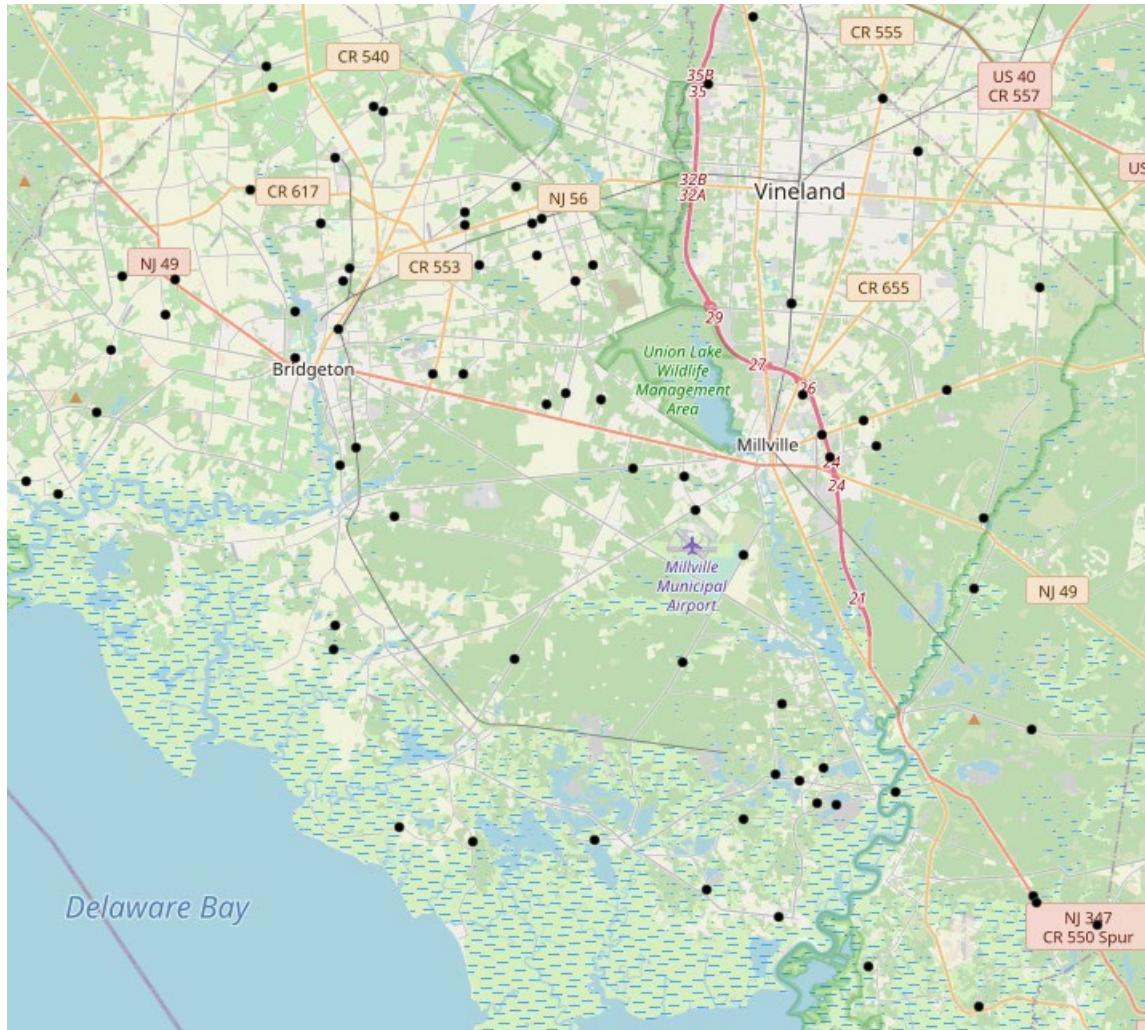 CR 555
CR 540
35B
35
US 40
CR 557
US
32B
32A
Vineland
CR 617
NJ 56
NJ 49
CR 553
CR 655
29
Union Lake
Wildlife
Management
Area
27
26
Bridgeton
Millville
24
24
Millville
Municipal
Airport
NJ 49
21
Delaware Bay
NJ 347
CR 550 Spur